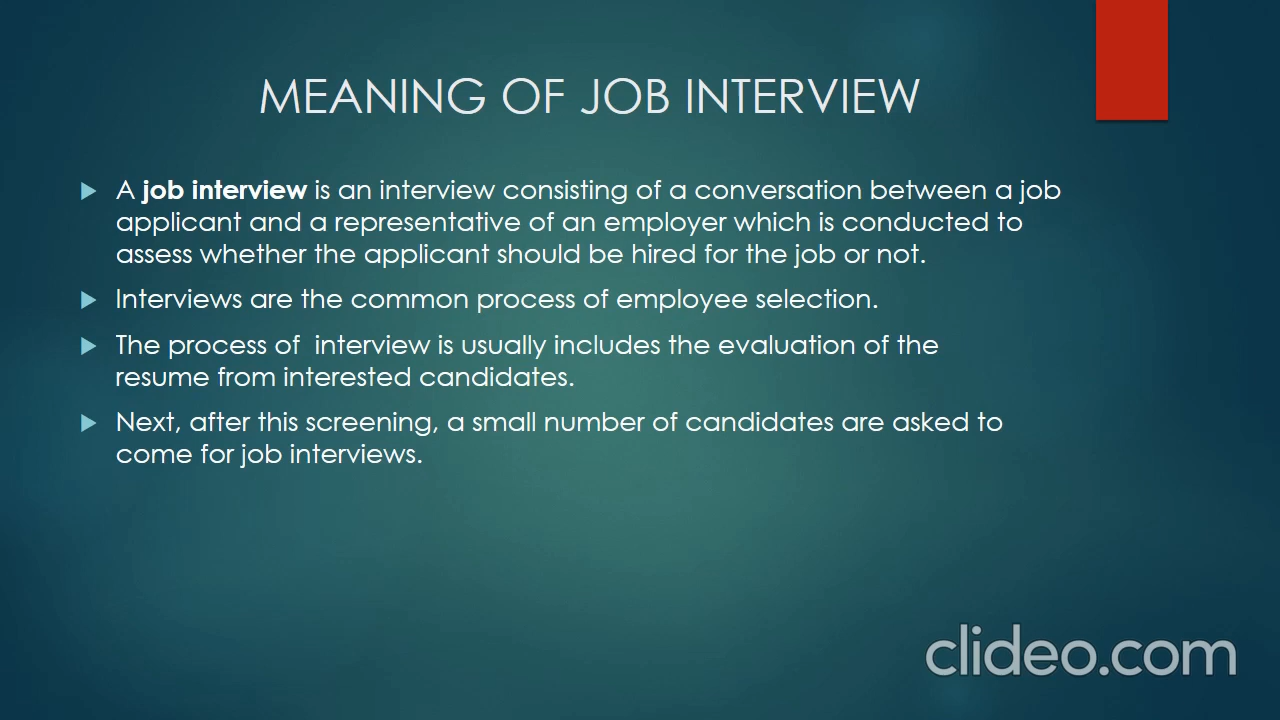 MEANING OF JOB INTERVIEW
A job interview is an interview consisting of a conversation between a job
applicant and a representative of an employer which is conducted to
assess whether the applicant should be hired for the job or not.
Interviews are the common process of employee selection.
The process of  interview is usually includes the evaluation of the
resume from interested candidates.
Next, after this screening, a small number of candidates are asked to
come for job interviews.
clideo.com